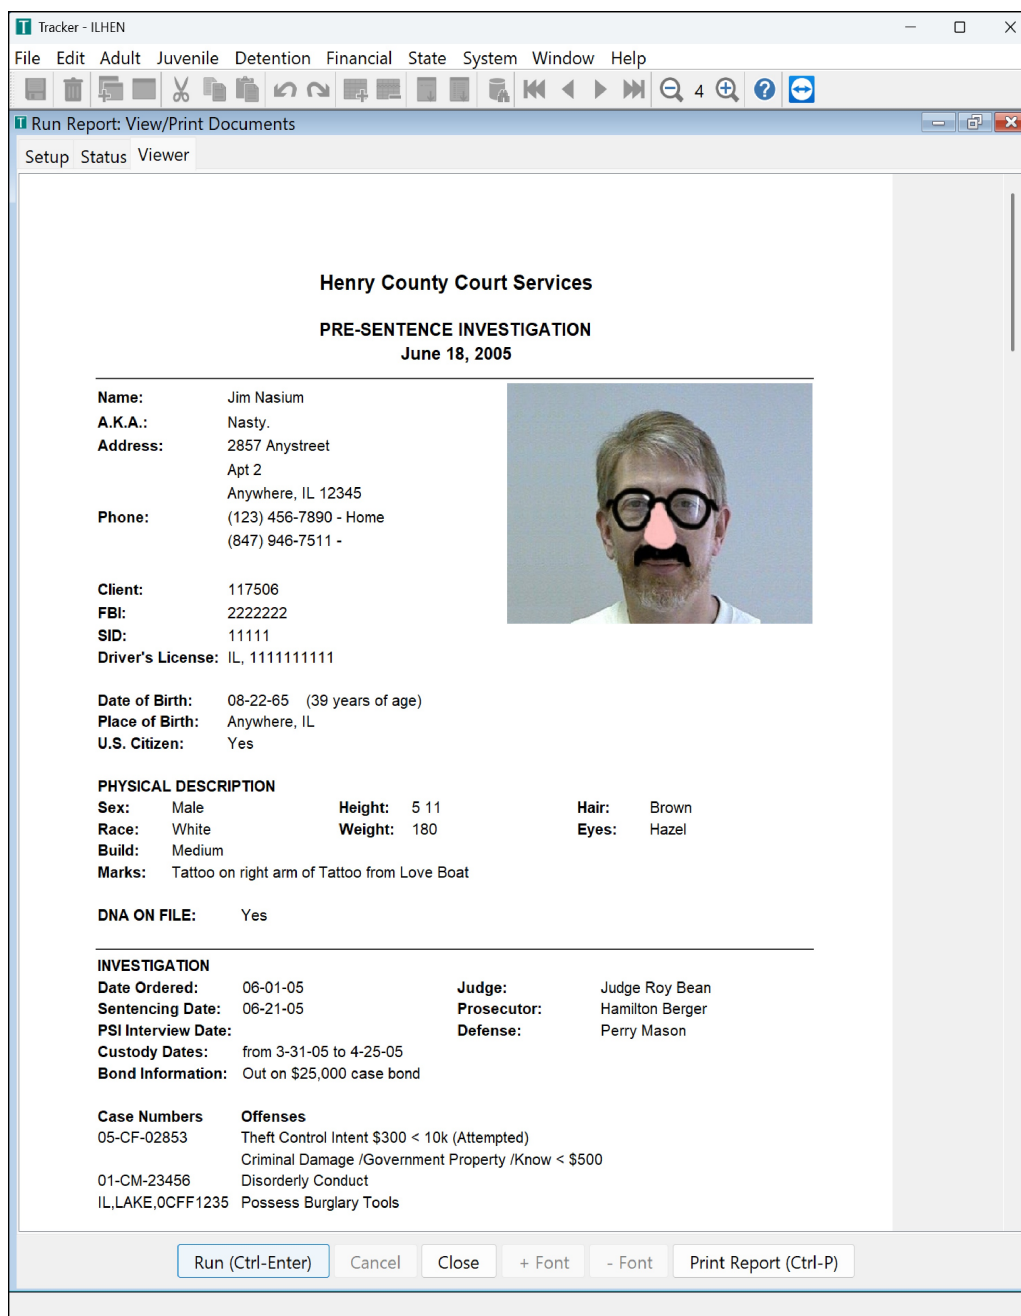 Tracker - ILHEN
File Edit Adult Juvenile Detention Financial State System Window Help
4
Run Report: View/Print Documents
Setup Status Viewer
Henry County Court Services
PRE-SENTENCE INVESTIGATION
June 18, 2005
Name: Jim Nasium
A.K.A.: Nasty.
Address: 2857 Anystreet
Apt 2
Anywhere, IL 12345
Phone: (123) 456-7890 - Home
(847) 946-7511 -
Client: 117506
FBI: 2222222
SID: 11111
Driver's License: IL, 1111111111
Date of Birth: 08-22-65 (39 years of age)
Place of Birth: Anywhere, IL
U.S. Citizen: Yes
PHYSICAL DESCRIPTION
Sex: Male Height: 5 11 Hair: Brown
Race: White Weight: 180 Eyes: Hazel
Build: Medium
Marks: Tattoo on right arm of Tattoo from Love Boat
DNA ON FILE: Yes
INVESTIGATION
Date Ordered: 06-01-05 Judge: Judge Roy Bean
Sentencing Date: 06-21-05 Prosecutor: Hamilton Berger
PSI Interview Date: Defense: Perry Mason
Custody Dates: from 3-31-05 to 4-25-05
Bond Information: Out on $25,000 case bond
Case Numbers Offenses
05-CF-02853 Theft Control Intent $300 < 10k (Attempted)
Criminal Damage /Government Property /Know < $500
01-CM-23456 Disorderly Conduct
IL,LAKE,0CFF1235 Possess Burglary Tools
Run (Ctrl-Enter) Cancel Close + Font - Font Print Report (Ctrl-P)